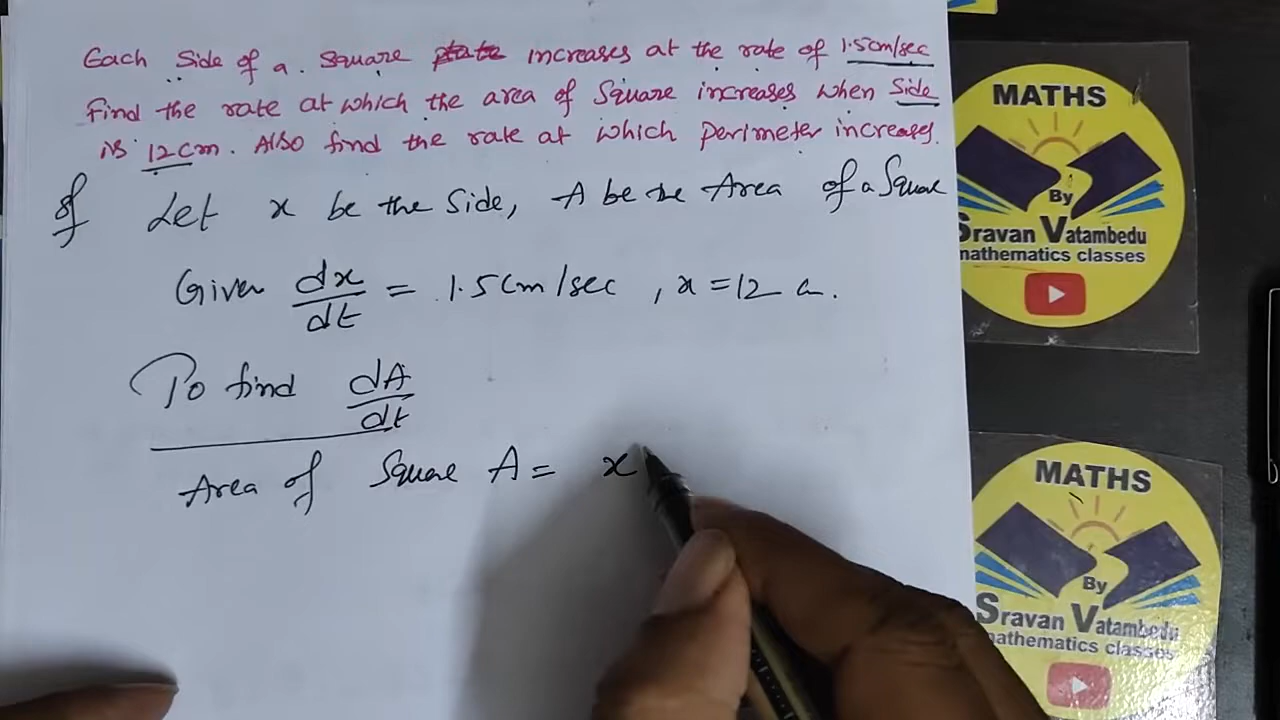 Each Side of a. Square plate increases at the rate of 1.5cm/sec
Find the rate at which the area of Square increases when Side
is 12cm. Also find the rate at which perimeter increases.
Let x be the Side, A be the Area of a Square
Given dx/dt = 1.5cm/sec, x=12 cm.
To find dA/dt
Area of Square A= x
MATHS
By
Sravan Vatambedu
mathematics classes
MATHS
By
Sravan Vatambedu
mathematics classes